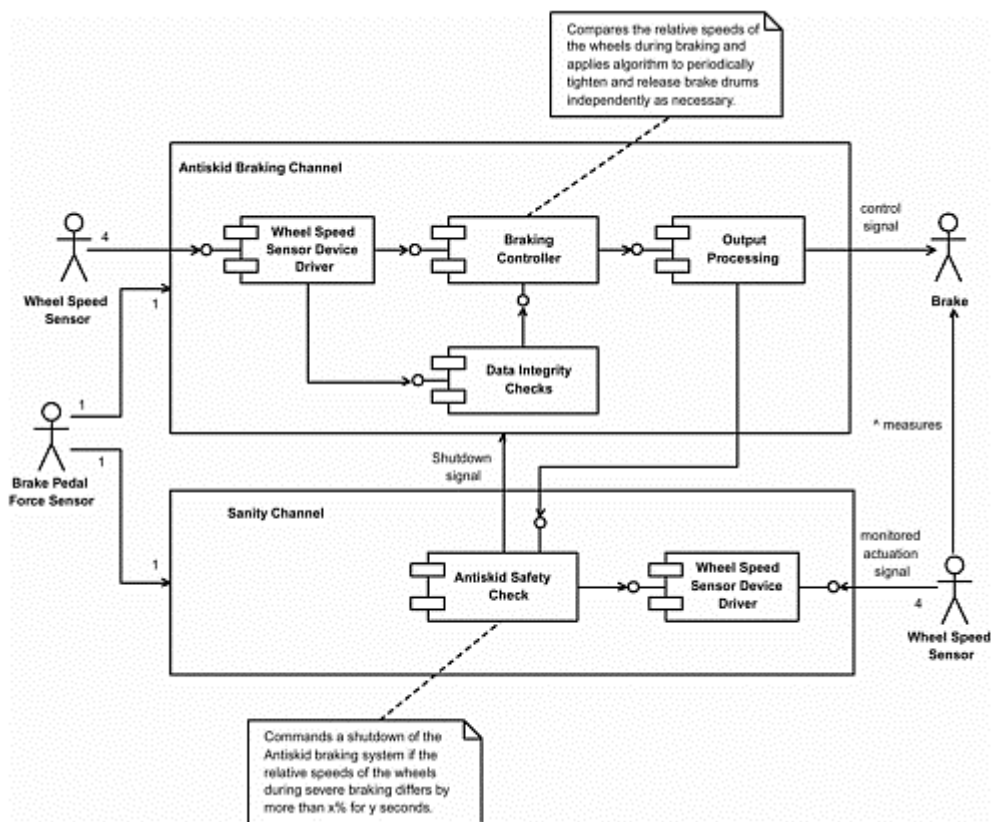 Compares the relative speeds of
the wheels during braking and
applies algorithm to periodically
tighten and release brake drums
independently as necessary.
Antiskid Braking Channel
4
Wheel Speed
Sensor
Wheel Speed
Sensor Device
Driver
Braking
Controller
Output
Processing
control
signal
Brake
1
Data Integrity
Checks
1
Brake Pedal
Force Sensor
1
Shutdown
signal
^ measures
Sanity Channel
1
Antiskid Safety
Check
Wheel Speed
Sensor Device
Driver
monitored
actuation
signal
4
Wheel Speed
Sensor
Commands a shutdown of the
Antiskid braking system if the
relative speeds of the wheels
during severe braking differs by
more than x% for y seconds.